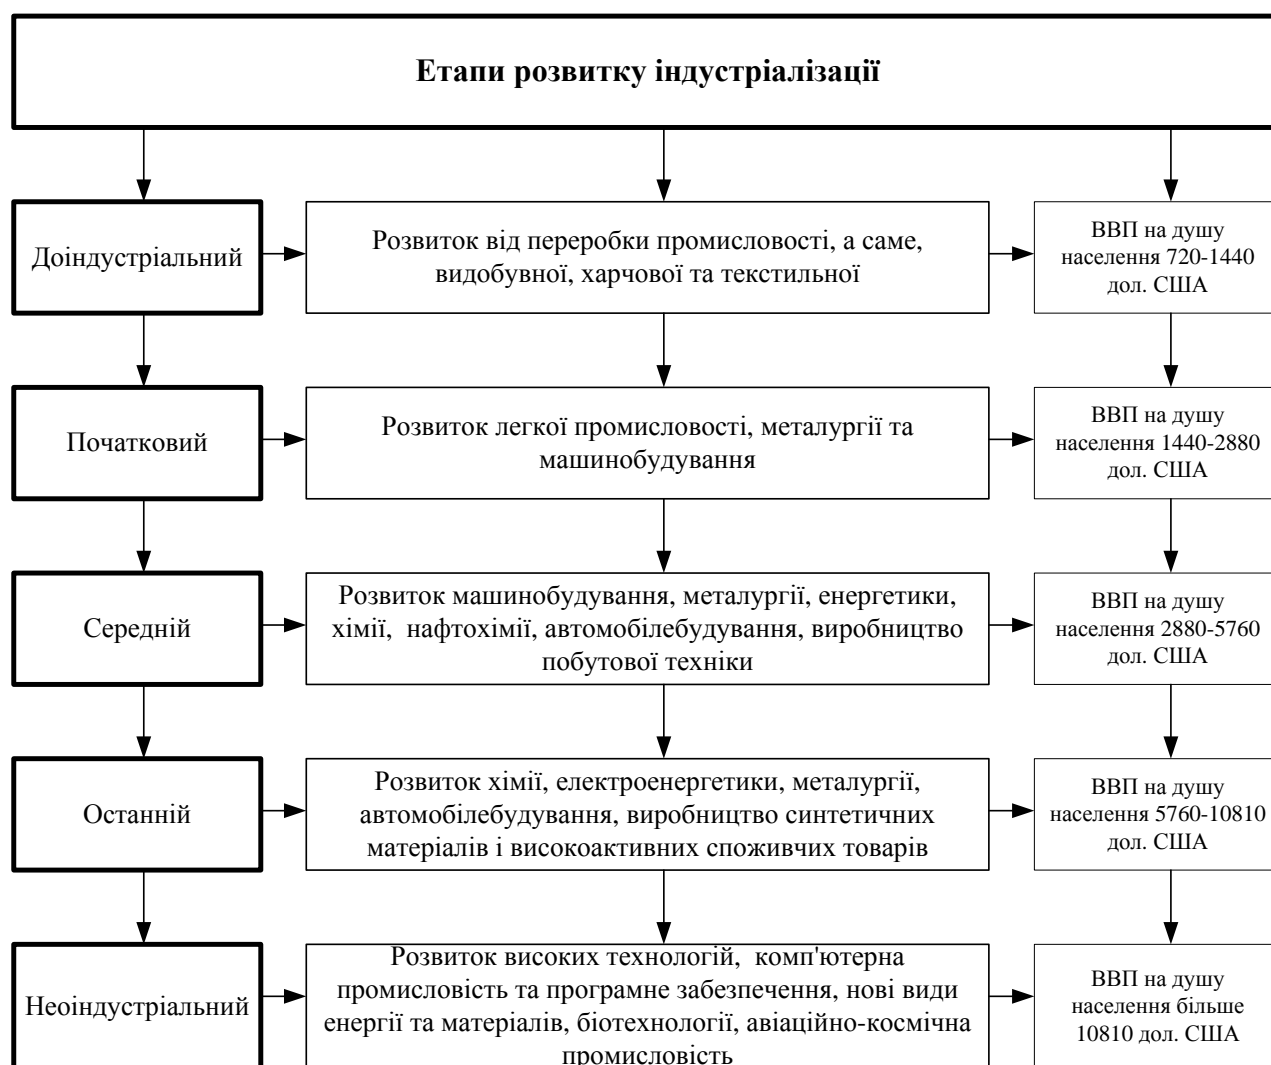 Етапи розвитку індустріалізації
Доіндустріальний
Розвиток від переробки промисловості, а саме,
видобувної, харчової та текстильної
ВВП на душу
населення 720-1440
дол. США
Початковий
Розвиток легкої промисловості, металургії та
машинобудування
ВВП на душу
населення 1440-2880
дол. США
Середній
Розвиток машинобудування, металургії, енергетики,
хімії, нафтохімії, автомобілебудування, виробництво
побутової техніки
ВВП на душу
населення 2880-5760
дол. США
Останній
Розвиток хімії, електроенергетики, металургії,
автомобілебудування, виробництво синтетичних
матеріалів і високоактивних споживчих товарів
ВВП на душу
населення 5760-10810
дол. США
Неоіндустріальний
Розвиток високих технологій, комп'ютерна
промисловість та програмне забезпечення, нові види
енергії та матеріалів, біотехнології, авіаційно-космічна
промисловість
ВВП на душу
населення більше
10810 дол. США